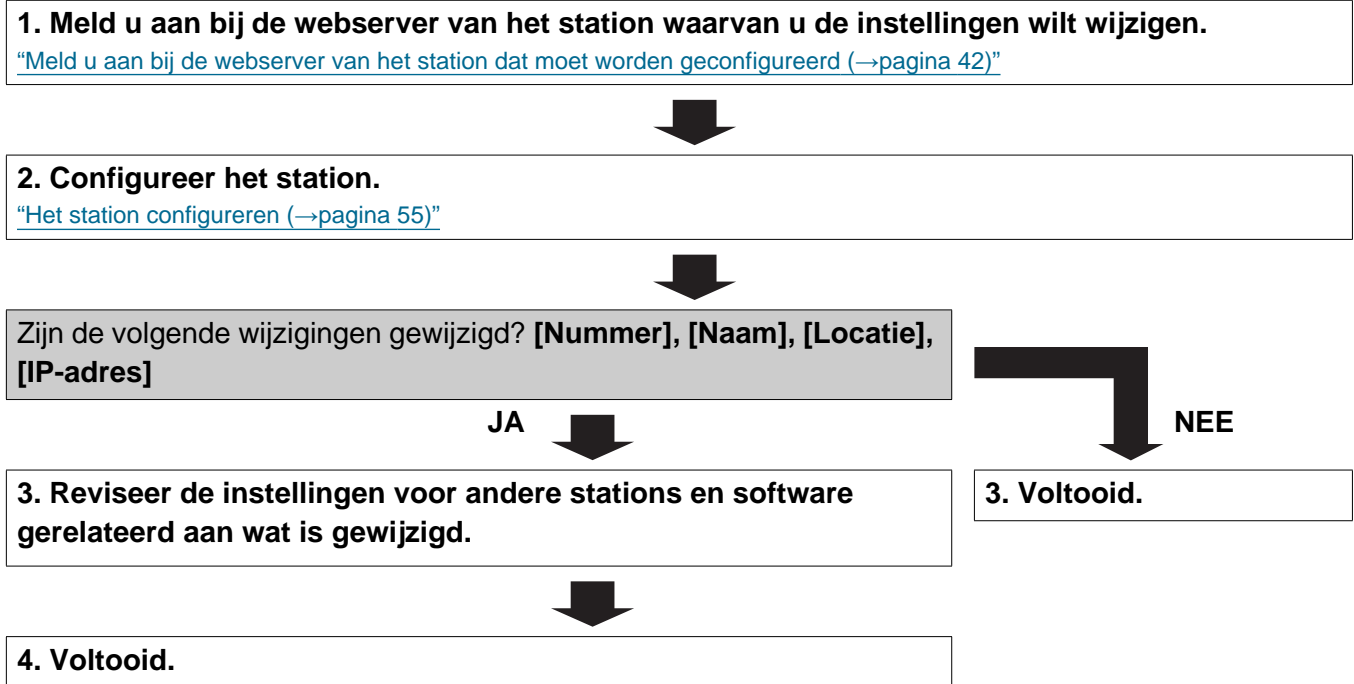 1. Meld u aan bij de webserver van het station waarvan u de instellingen wilt wijzigen.
“Meld u aan bij de webserver van het station dat moet worden geconfigureerd (→pagina 42)”
2. Configureer het station.
“Het station configureren (→pagina 55)”
Zijn de volgende wijzigingen gewijzigd? [Nummer], [Naam], [Locatie],
[IP-adres]
JA
NEE
3. Reviseer de instellingen voor andere stations en software
gerelateerd aan wat is gewijzigd.
3. Voltooid.
4. Voltooid.